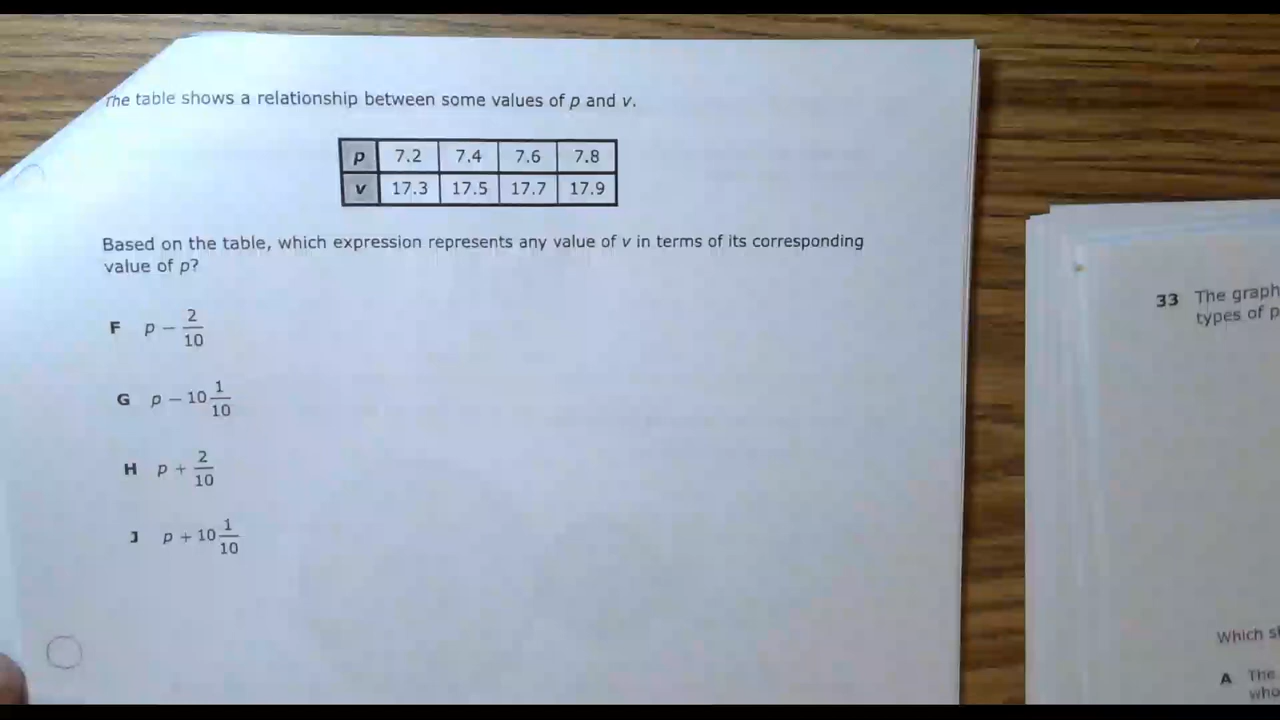 The table shows a relationship between some values of p and v.
p 7.2 7.4 7.6 7.8
v 17.3 17.5 17.7 17.9
Based on the table, which expression represents any value of v in terms of its corresponding
value of p?
F p − 2/10
G p − 10 1/10
H p + 2/10
J p + 10 1/10
33 The graph
types of p
Which
A The
who